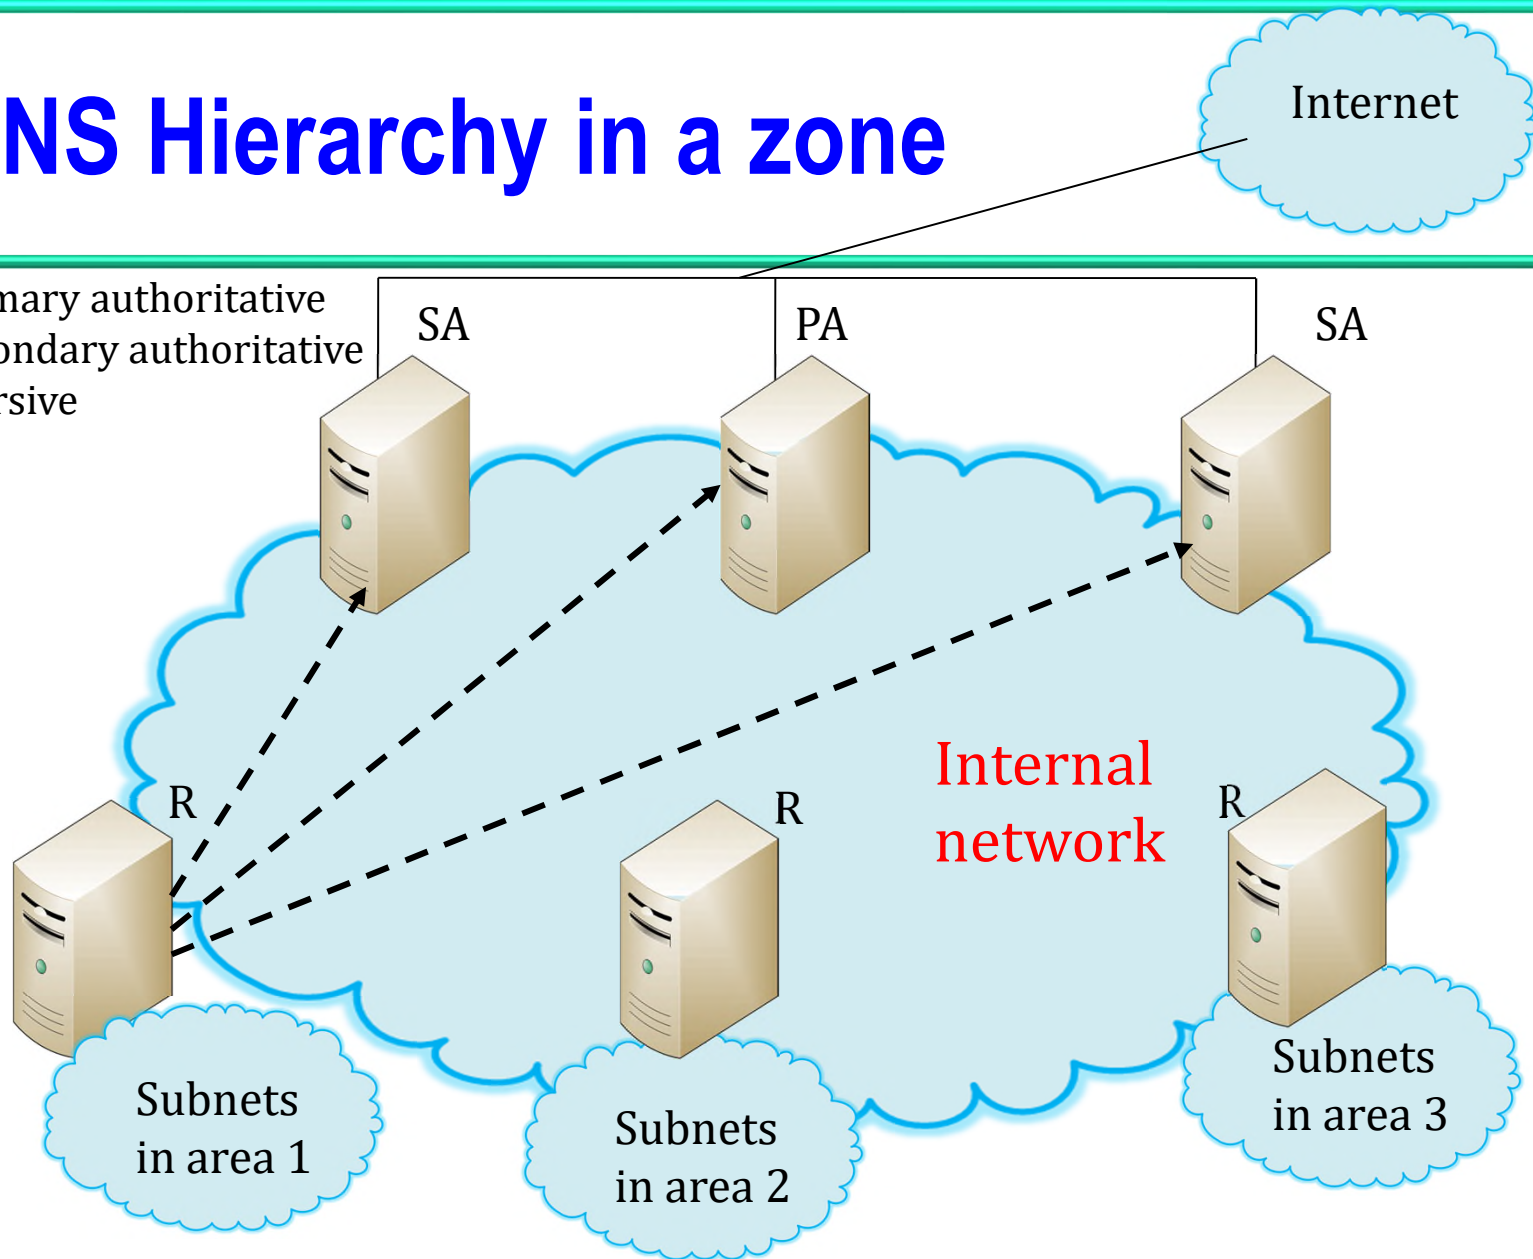 NS Hierarchy in a zone
Internet
mary authoritative
ondary authoritative
rsive
SA
PA
SA
R
R
R
Internal
network
Subnets
in area 1
Subnets
in area 2
Subnets
in area 3